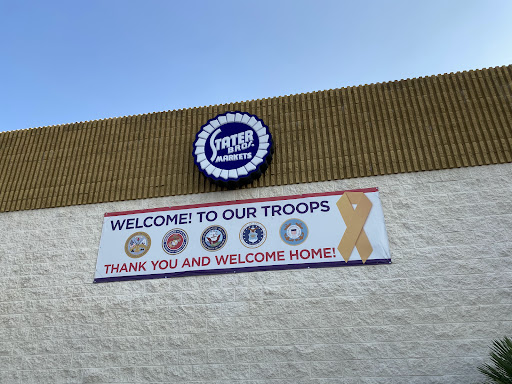 STATER
BROS.
MARKETS
WELCOME! TO OUR TROOPS
THANK YOU AND WELCOME HOME!